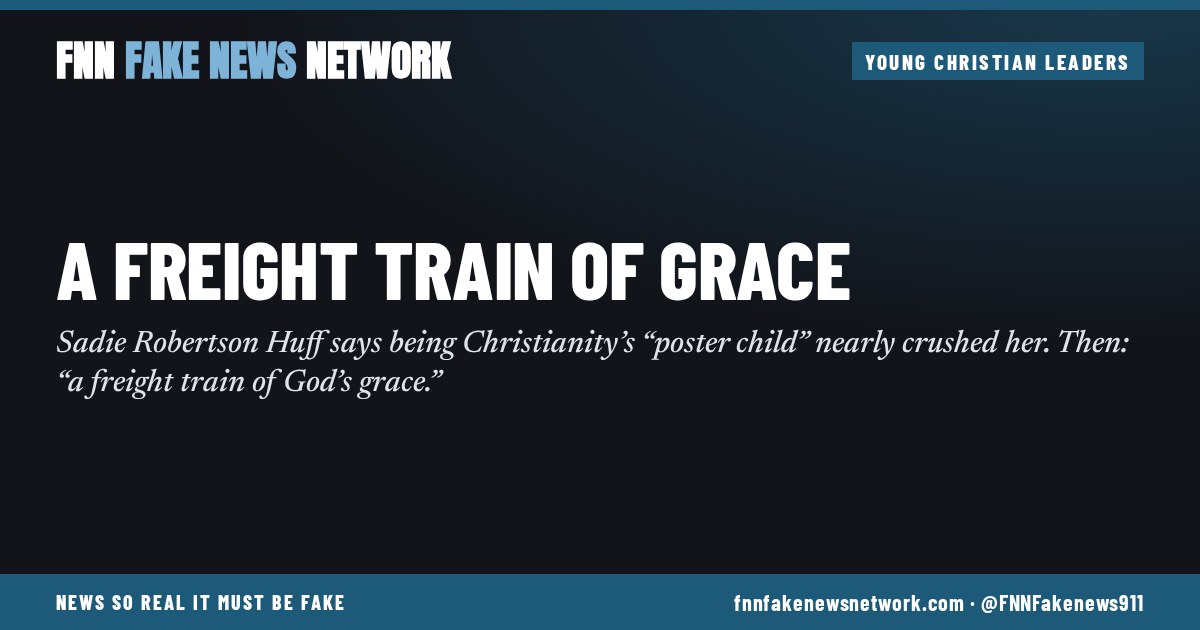 FNN FAKE NEWS NETWORK
YOUNG CHRISTIAN LEADERS
A FREIGHT TRAIN OF GRACE
Sadie Robertson Huff says being Christianity’s “poster child” nearly crushed her. Then:
“a freight train of God’s grace.”
NEWS SO REAL IT MUST BE FAKE
fnnfakenewsnetwork.com · @FNNFakenews911